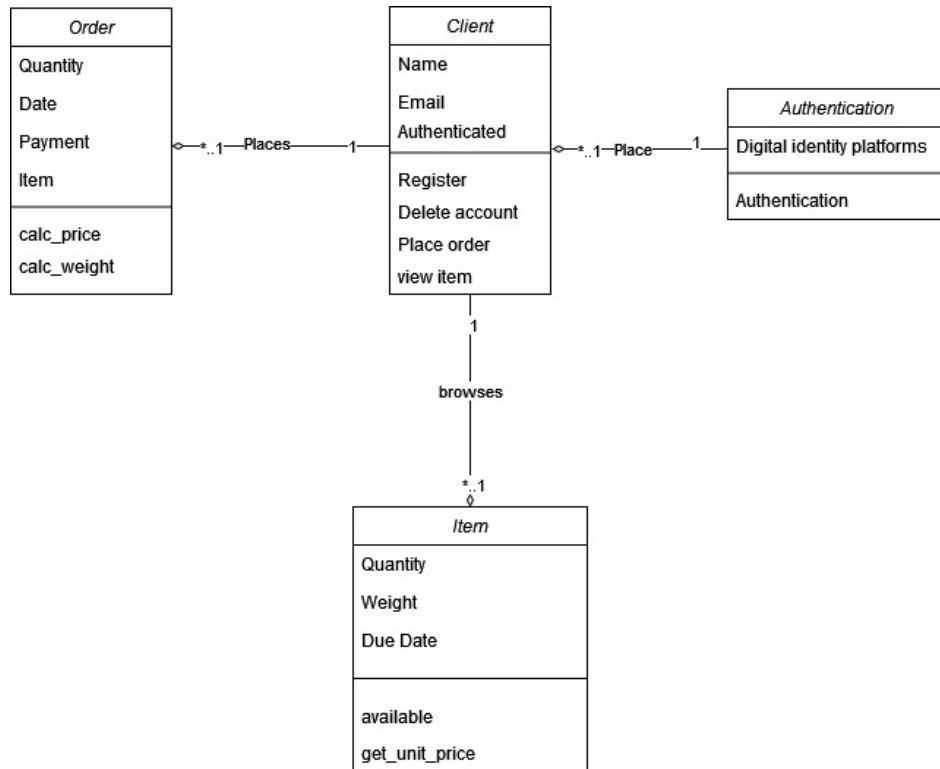 Order
Quantity
Date
Payment
Item
calc_price
calc_weight
*..1
Places
1
Client
Name
Email
Authenticated
Register
Delete account
Place order
view item
*..1
Place
1
Authentication
Digital identity platforms
Authentication
1
browses
*..1
Item
Quantity
Weight
Due Date
available
get_unit_price